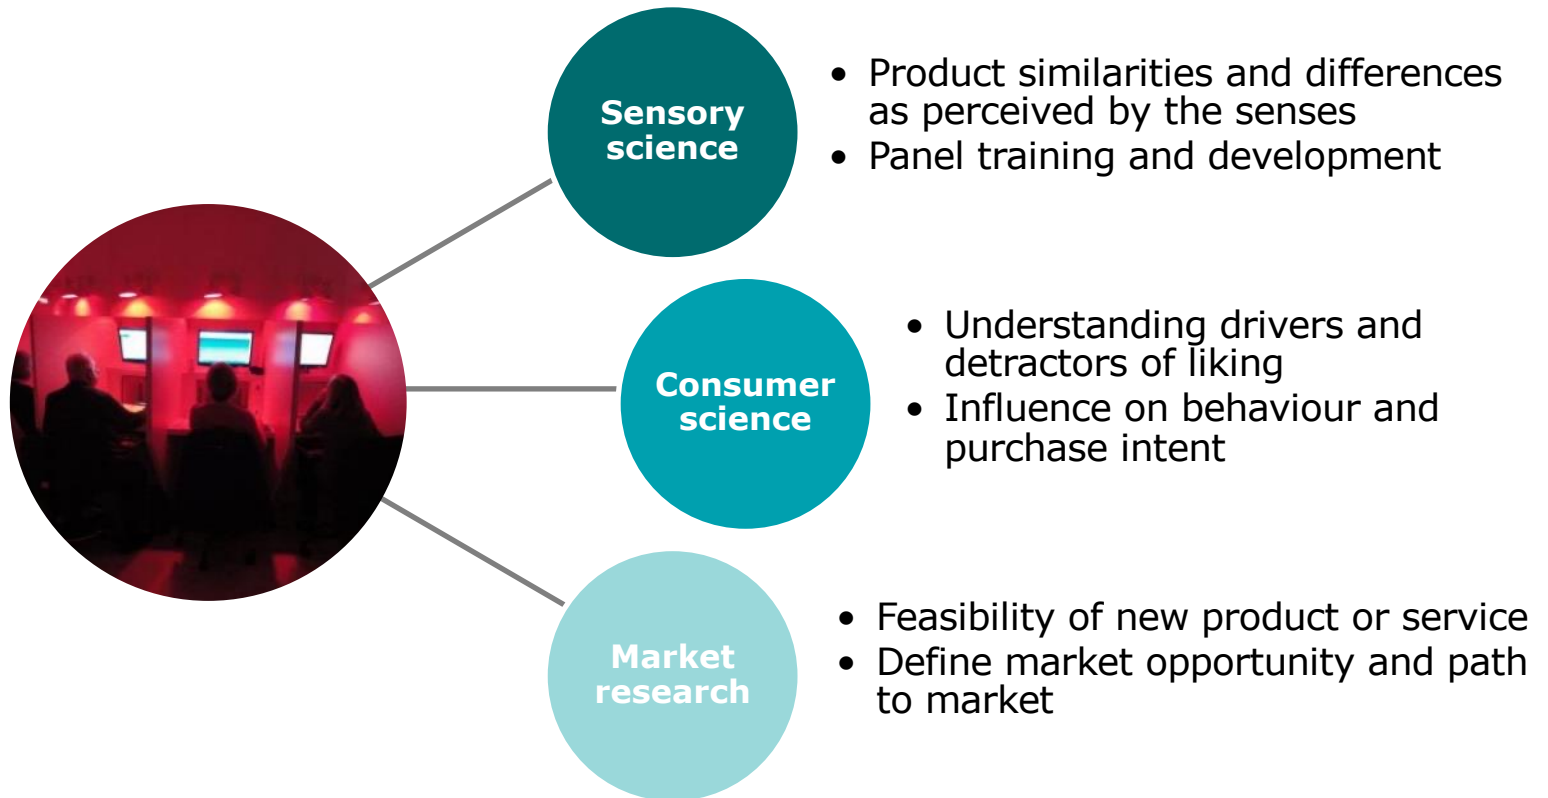 Sensory
science
• Product similarities and differences
as perceived by the senses
• Panel training and development
Consumer
science
• Understanding drivers and
detractors of liking
• Influence on behaviour and
purchase intent
Market
research
• Feasibility of new product or service
• Define market opportunity and path
to market